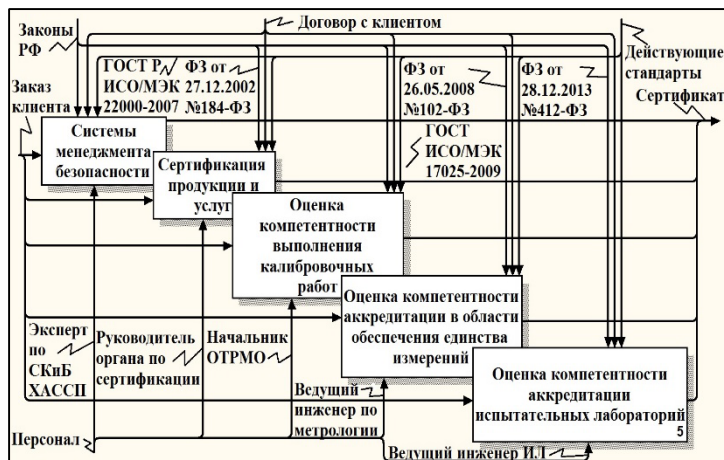 Законы
РФ
Договор с клиентом
Действующие
стандарты
Заказ
клиента
ГОСТ Р
ИСО/МЭК
22000-2007
ФЗ от
27.12.2002
№184-ФЗ
ФЗ от
26.05.2008
№102-ФЗ
ФЗ от
28.12.2013
№412-ФЗ
Сертификат
ГОСТ
ИСО/МЭК
17025-2009
Системы
менеджмента
безопасности
Сертификация
продукции и
услуг
Оценка
компетентности
выполнения
калибровочных
работ
Оценка компетентности
аккредитации в области
обеспечения единства
измерений
Оценка компетентности
аккредитации
испытательных лабораторий
5
Эксперт
по
СКиБ
ХАССП
Руководитель
органа по
сертификации
Начальник
ОТРМО
Ведущий
инженер по
метрологии
Персонал
Ведущий инженер ИЛ